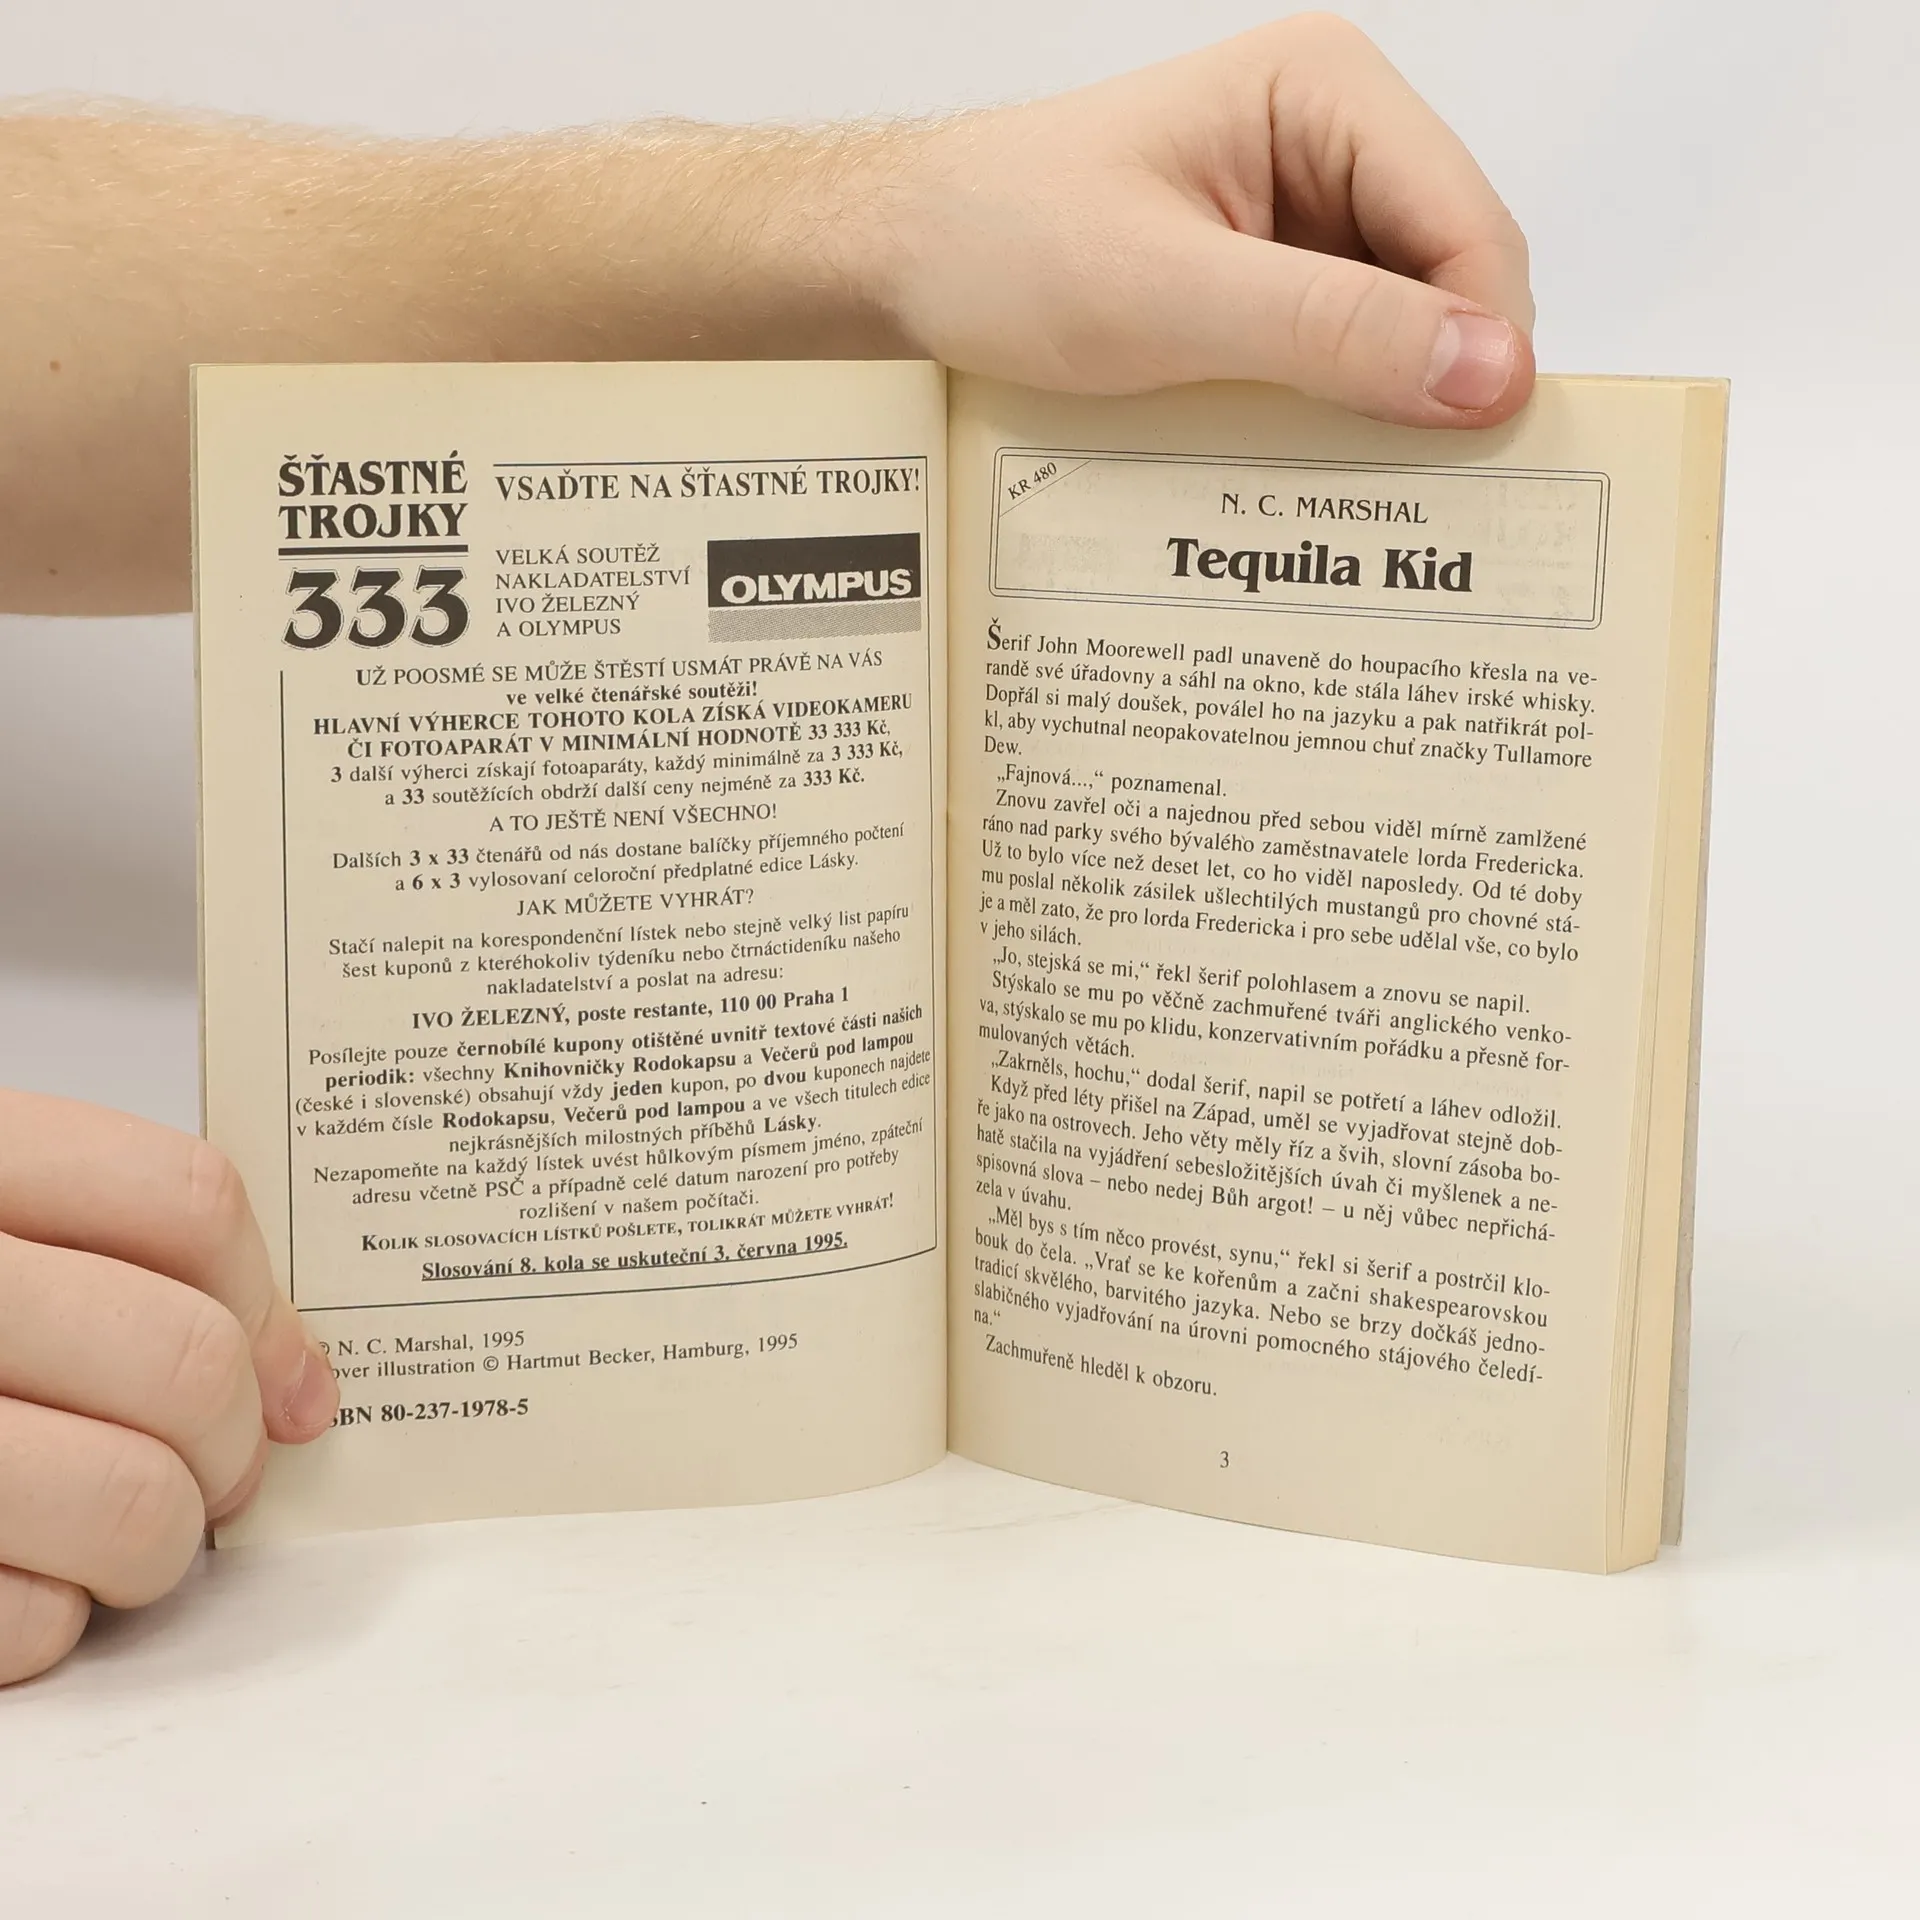 ŠŤASTNÉ
TROJKY
333
VSAĎTE NA ŠŤASTNÉ TROJKY!
VELKÁ SOUTĚŽ
NAKLADATELSTVÍ
IVO ŽELEZNÝ
A OLYMPUS
OLYMPUS
UŽ POOSMÉ SE MŮŽE ŠTĚSTÍ USMÁT PRÁVĚ NA VÁS
ve velké čtenářské soutěži!
HLAVNÍ VÝHERCE TOHOTO KOLA ZÍSKÁ VIDEOKAMERU
ČI FOTOAPARÁT V MINIMÁLNÍ HODNOTĚ 33 333 Kč,
3 další výherci získají fotoaparáty, každý minimálně za 3 333 Kč,
a 33 soutěžících obdrží další ceny nejméně za 333 Kč.
A TO JEŠTĚ NENÍ VŠECHNO!
Dalších 3 x 33 čtenářů od nás dostane balíčky příjemného počtení
a 6 x 3 vylosovaní celoroční předplatné edice Lásky.
JAK MŮŽETE VYHRÁT?
Stačí nalepit na korespondenční lístek nebo stejně velký list papíru
šest kuponů z kteréhokoliv týdeníku nebo čtrnáctideníku našeho
nakladatelství a poslat na adresu:
IVO ŽELEZNÝ, poste restante, 110 00 Praha 1
Posílejte pouze černobílé kupony otištěné uvnitř textové části našich
periodik: všechny Knihovničky Rodokapsu a Večerů pod lampou
(české i slovenské) obsahují vždy jeden kupon, po dvou kuponech najdete
v každém čísle Rodokapsu, Večerů pod lampou a ve všech titulech edice
nejkrásnějších milostných příběhů Lásky.
Nezapomeňte na každý lístek uvést hůlkovým písmem jméno, zpáteční
adresu včetně PSČ a případně celé datum narození pro potřeby
rozlišení v našem počítači.
KOLIK SLOSOVACÍCH LÍSTKŮ POŠLETE, TOLIKRÁT MŮŽETE VYHRÁT!
Slosování 8. kola se uskuteční 3. června 1995.
© N. C. Marshal, 1995
over illustration © Hartmut Becker, Hamburg, 1995
SBN 80-237-1978-5
KR 480
N. C. MARSHAL
Tequila Kid
Šerif John Moorewell padl unaveně do houpacího křesla na ve-
randě své úřadovny a sáhl na okno, kde stála láhev irské whisky.
Dopřál si malý doušek, poválel ho na jazyku a pak natřikrát pol-
kl, aby vychutnal neopakovatelnou jemnou chuť značky Tullamore
Dew.
„Fajnová...,“ poznamenal.
Znovu zavřel oči a najednou před sebou viděl mírně zamlžené
ráno nad parky svého bývalého zaměstnavatele lorda Fredericka.
Už to bylo více než deset let, co ho viděl naposledy. Od té doby
mu poslal několik zásilek ušlechtilých mustangů pro chovné stá-
je a měl zato, že pro lorda Fredericka i pro sebe udělal vše, co bylo
v jeho silách.
„Jo, stejská se mi,“ řekl šerif polohlasem a znovu se napil.
Stýskalo se mu po věčně zachmuřené tváři anglického venko-
va, stýskalo se mu po klidu, konzervativním pořádku a přesně for-
mulovaných větách.
„Zakrněls, hochu,“ dodal šerif, napil se potřetí a láhev odložil.
Když před léty přišel na Západ, uměl se vyjadřovat stejně dob-
ře jako na ostrovech. Jeho věty měly říz a švih, slovní zásoba bo-
hatě stačila na vyjádření sebesložitějších úvah či myšlenek a ne-
spisovná slova – nebo nedej Bůh argot! – u něj vůbec nepřichá-
zela v úvahu.
„Měl bys s tím něco provést, synu,“ řekl si šerif a postrčil klo-
bouk do čela. „Vrať se ke kořenům a začni shakespearovskou
tradicí skvělého, barvitého jazyka. Nebo se brzy dočkáš jedno-
slabičného vyjadřování na úrovni pomocného stájového čeledí-
na.“
Zachmuřeně hleděl k obzoru.
3